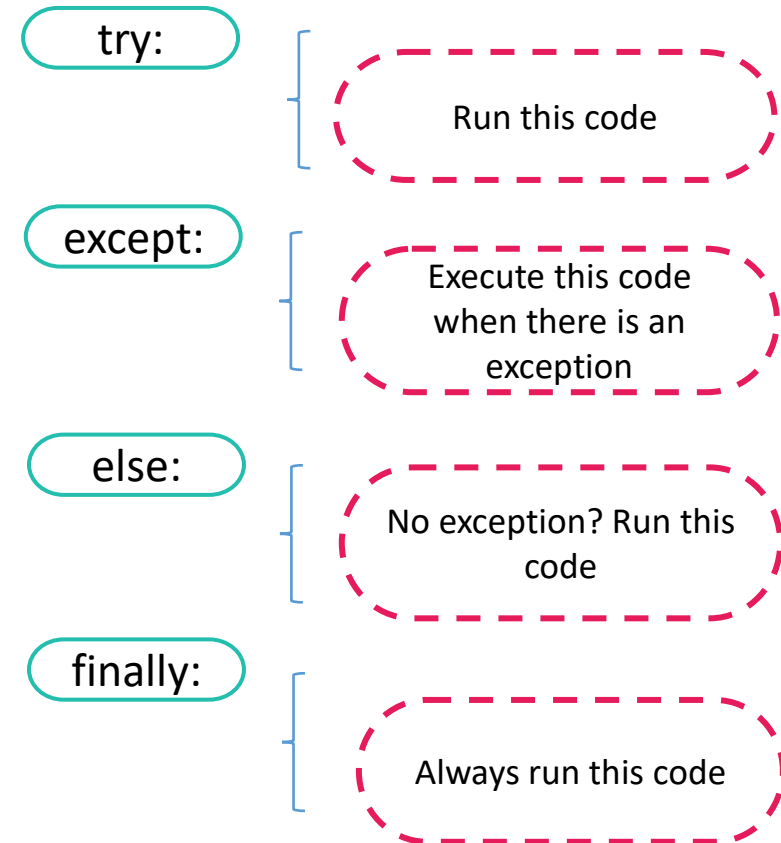 try:
Run this code
except:
Execute this code
when there is an
exception
else:
No exception? Run this
code
finally:
Always run this code